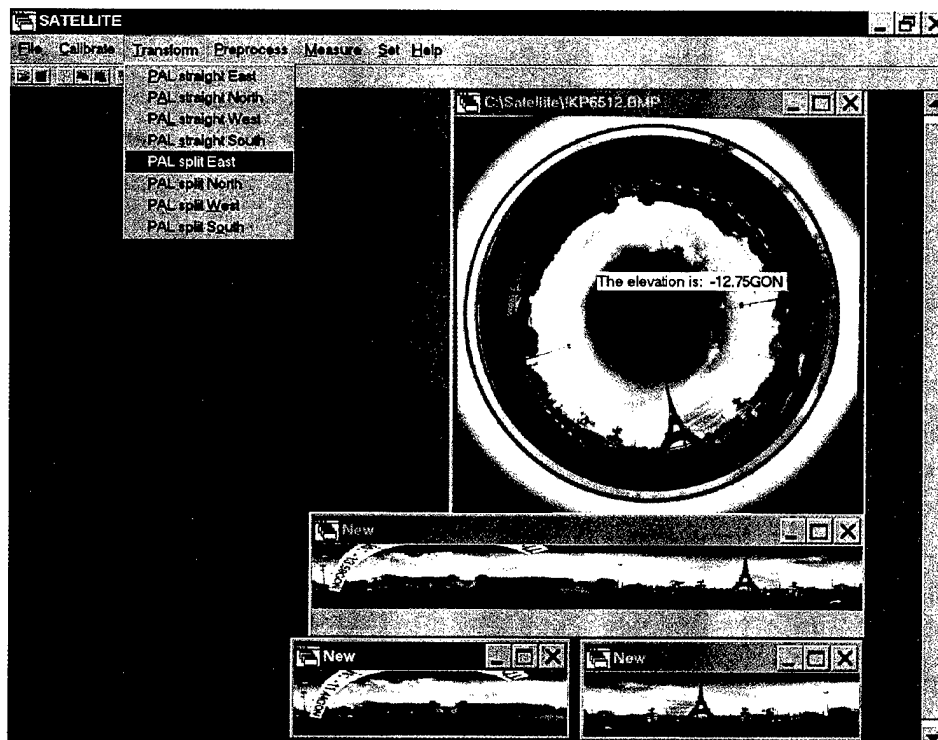 SATELLITE
File Calibrate Transform Preprocess Measure Set Help
PAL straight East
PAL straight North
PAL straight West
PAL straight South
PAL split East
PAL split North
PAL split West
PAL split South
C:\Satellite\!KP6512.BMP
The elevation is: -12.75GON
New
New
New